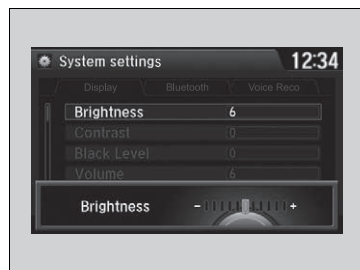 System settings 12:34
Display Bluetooth Voice Reco
Brightness 6
Contrast 0
Black Level 0
Volume 6
Brightness - +